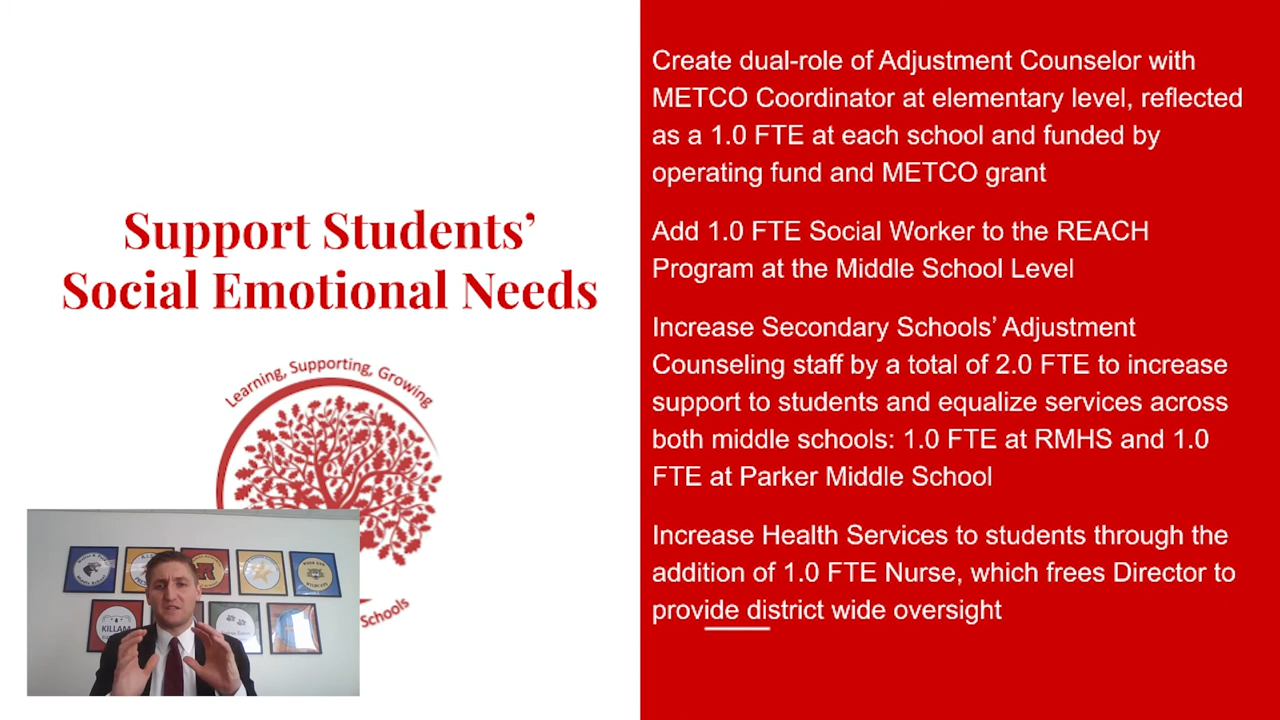 Support Students’
Social Emotional Needs
Learning, Supporting, Growing
Schools
KILLAM
Create dual-role of Adjustment Counselor with
METCO Coordinator at elementary level, reflected
as a 1.0 FTE at each school and funded by
operating fund and METCO grant
Add 1.0 FTE Social Worker to the REACH
Program at the Middle School Level
Increase Secondary Schools’ Adjustment
Counseling staff by a total of 2.0 FTE to increase
support to students and equalize services across
both middle schools: 1.0 FTE at RMHS and 1.0
FTE at Parker Middle School
Increase Health Services to students through the
addition of 1.0 FTE Nurse, which frees Director to
provide district wide oversight